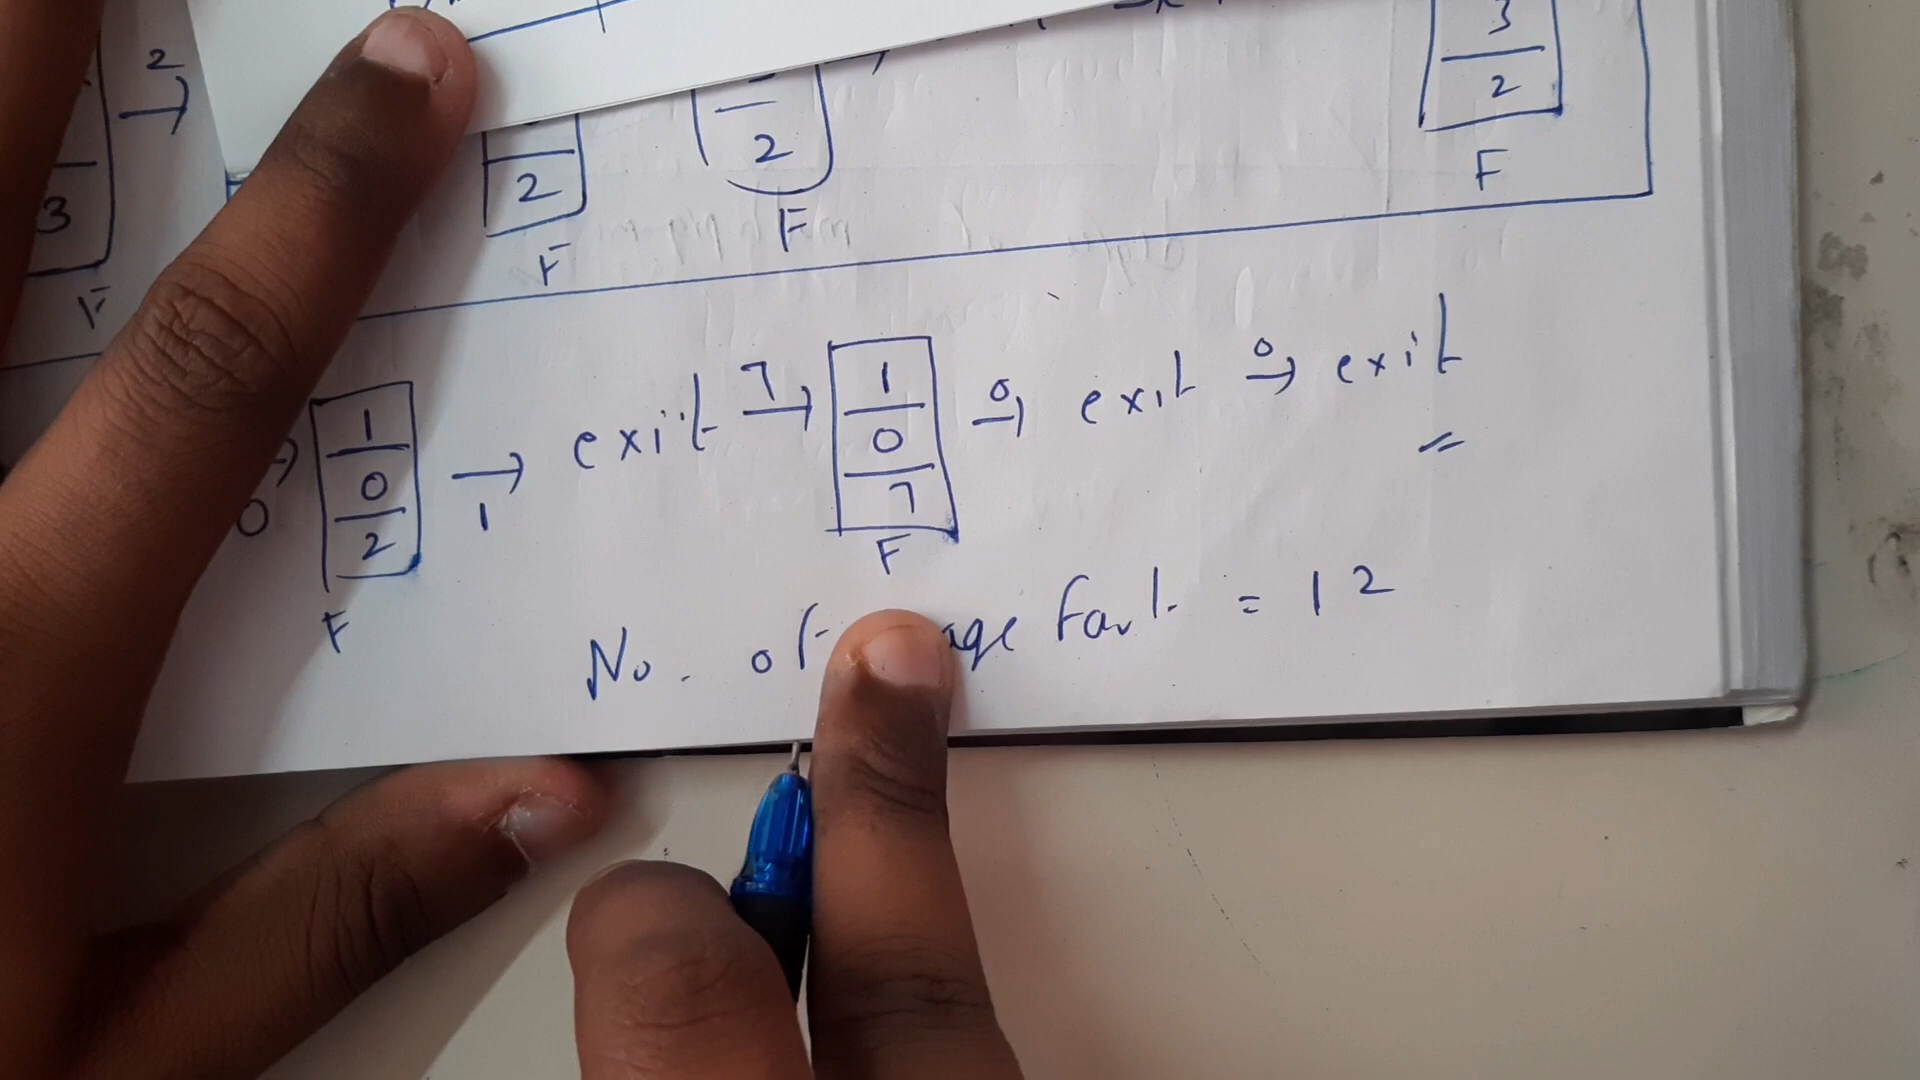 2
3
2
3
2
2
F
F
F
F
0 → 1 0 2 → 1 exit 7 → 1 0 7 0 → exit 0 → exit
F
F
No. of age fault = 12